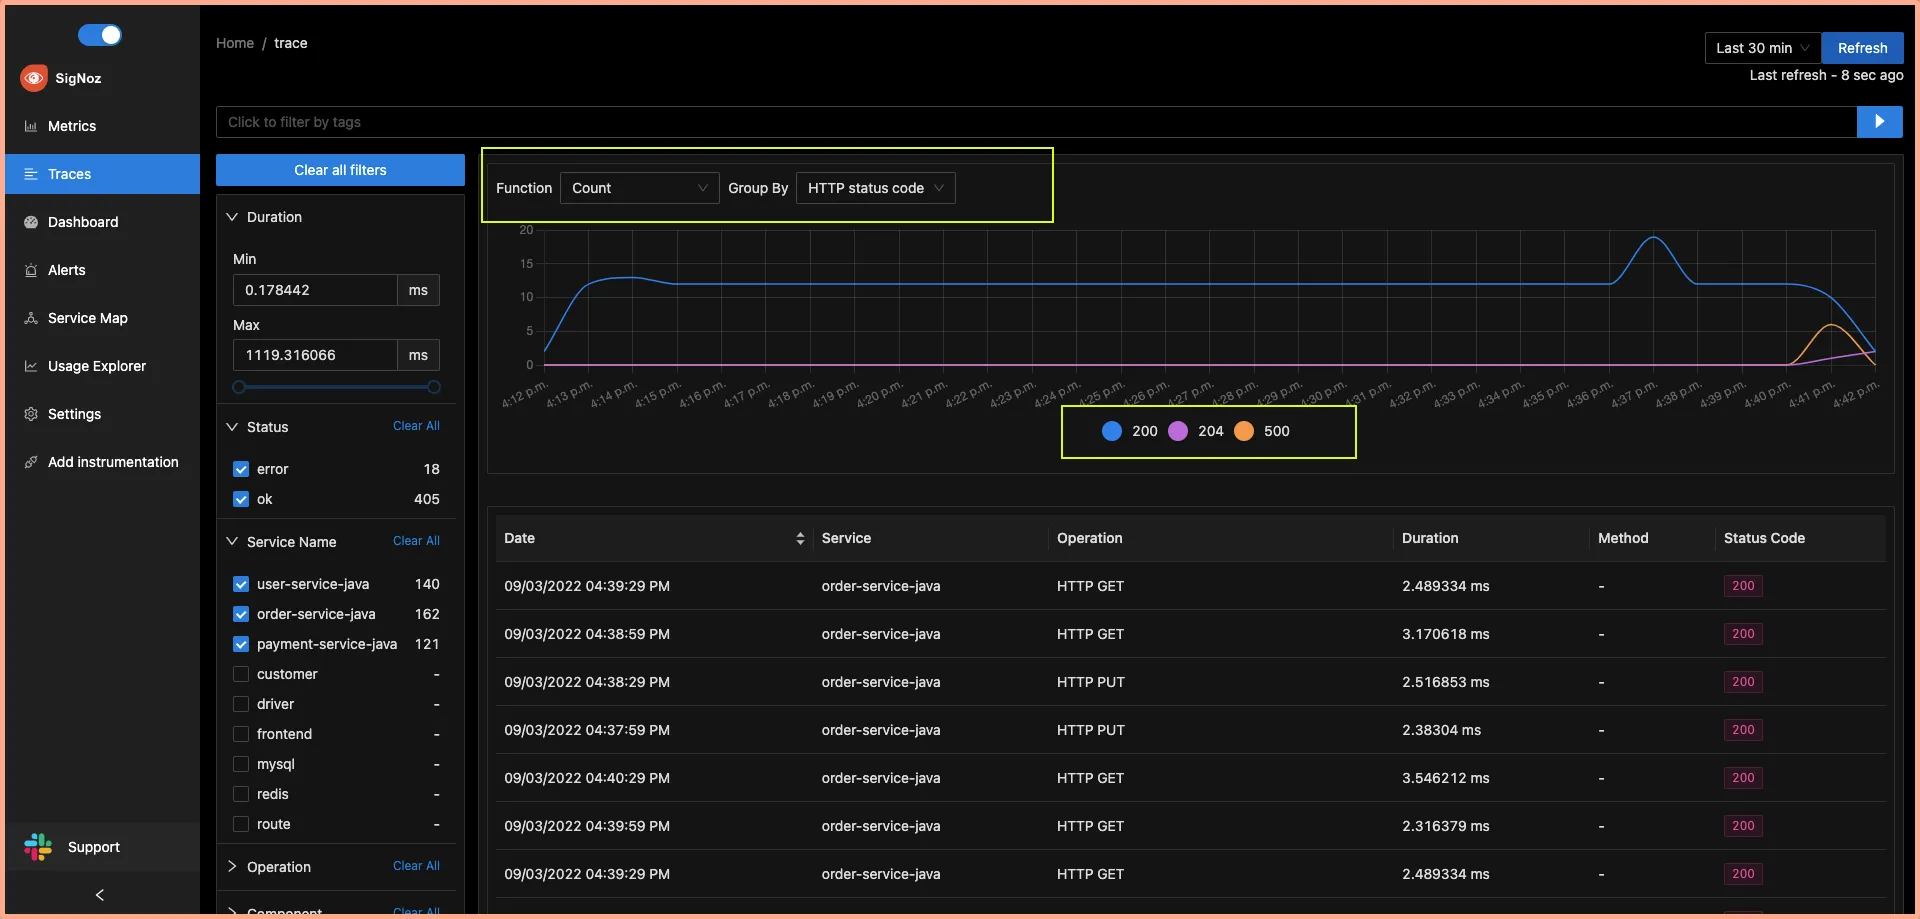 Home / trace
Last 30 min
Refresh
Last refresh - 8 sec ago
SigNoz
Metrics
Traces
Dashboard
Alerts
Service Map
Usage Explorer
Settings
Add instrumentation
Support
Click to filter by tags
Clear all filters
Duration
Min
0.178442 ms
Max
1119.316066 ms
Status Clear All
error 18
ok 405
Service Name Clear All
user-service-java 140
order-service-java 162
payment-service-java 121
customer -
driver -
frontend -
mysql -
redis -
route -
Operation Clear All
Component Clear All
Function Count Group By HTTP status code
20
15
10
5
0
4:12 p.m. 4:13 p.m. 4:14 p.m. 4:15 p.m. 4:16 p.m. 4:17 p.m. 4:18 p.m. 4:19 p.m. 4:20 p.m. 4:21 p.m. 4:22 p.m. 4:23 p.m. 4:24 p.m. 4:25 p.m. 4:26 p.m. 4:27 p.m. 4:28 p.m. 4:29 p.m. 4:30 p.m. 4:31 p.m. 4:32 p.m. 4:33 p.m. 4:34 p.m. 4:35 p.m. 4:36 p.m. 4:37 p.m. 4:38 p.m. 4:39 p.m. 4:40 p.m. 4:41 p.m. 4:42 p.m.
200 204 500
Date Service Operation Duration Method Status Code
09/03/2022 04:39:29 PM order-service-java HTTP GET 2.489334 ms - 200
09/03/2022 04:38:59 PM order-service-java HTTP GET 3.170618 ms - 200
09/03/2022 04:38:29 PM order-service-java HTTP PUT 2.516853 ms - 200
09/03/2022 04:37:59 PM order-service-java HTTP PUT 2.38304 ms - 200
09/03/2022 04:40:29 PM order-service-java HTTP GET 3.546212 ms - 200
09/03/2022 04:39:59 PM order-service-java HTTP GET 2.316379 ms - 200
09/03/2022 04:39:29 PM order-service-java HTTP GET 2.489334 ms - 200